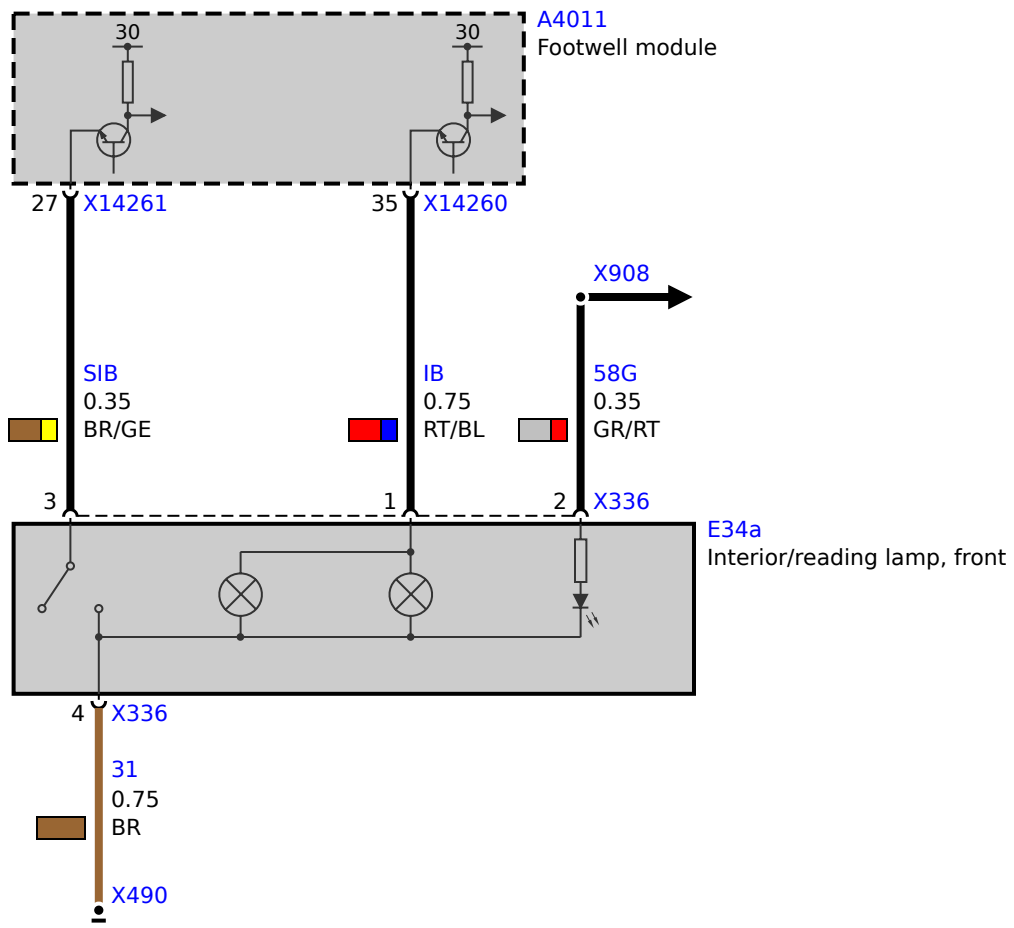 A4011
Footwell module
30
30
27 X14261
35 X14260
X908
SIB
0.35
BR/GE
IB
0.75
RT/BL
58G
0.35
GR/RT
3
1
2 X336
E34a
Interior/reading lamp, front
4 X336
31
0.75
BR
X490